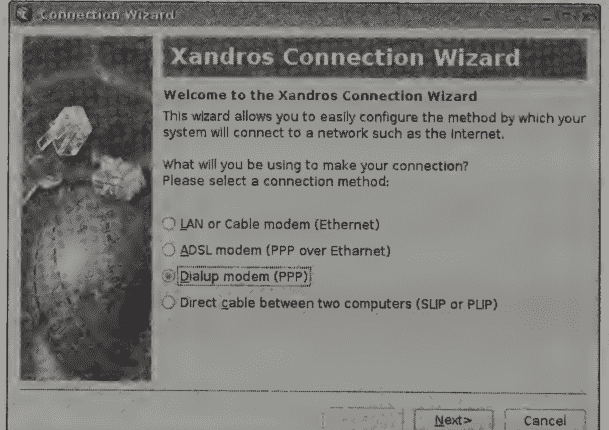 Connection Wizard
Xandros Connection Wizard
Welcome to the Xandros Connection Wizard
This wizard allows you to easily configure the method by which your
system will connect to a network such as the Internet.
What will you be using to make your connection?
Please select a connection method:
LAN or Cable modem (Ethernet)
ADSL modem (PPP over Etharnet)
Dialup modem (PPP)
Direct cable between two computers (SLIP or PLIP)
Next>
Cancel